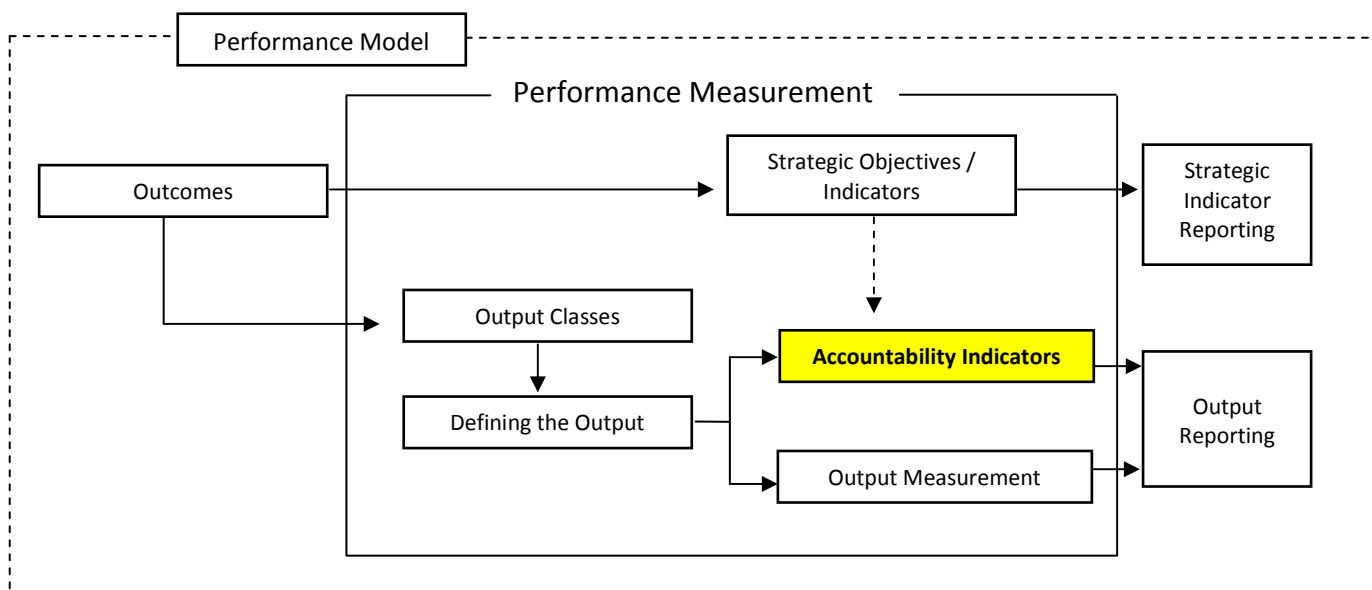 Performance Model
Performance Measurement
Outcomes
Strategic Objectives /
Indicators
Strategic
Indicator
Reporting
Output Classes
Accountability Indicators
Defining the Output
Output Measurement
Output
Reporting